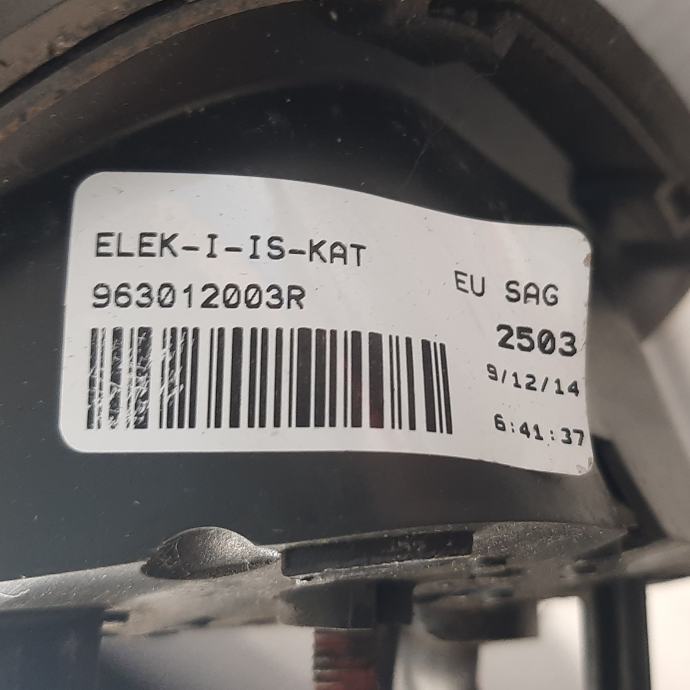 ELEK-I-IS-KAT
963012003R
EU SAG
2503
9/12/14
6:41:37